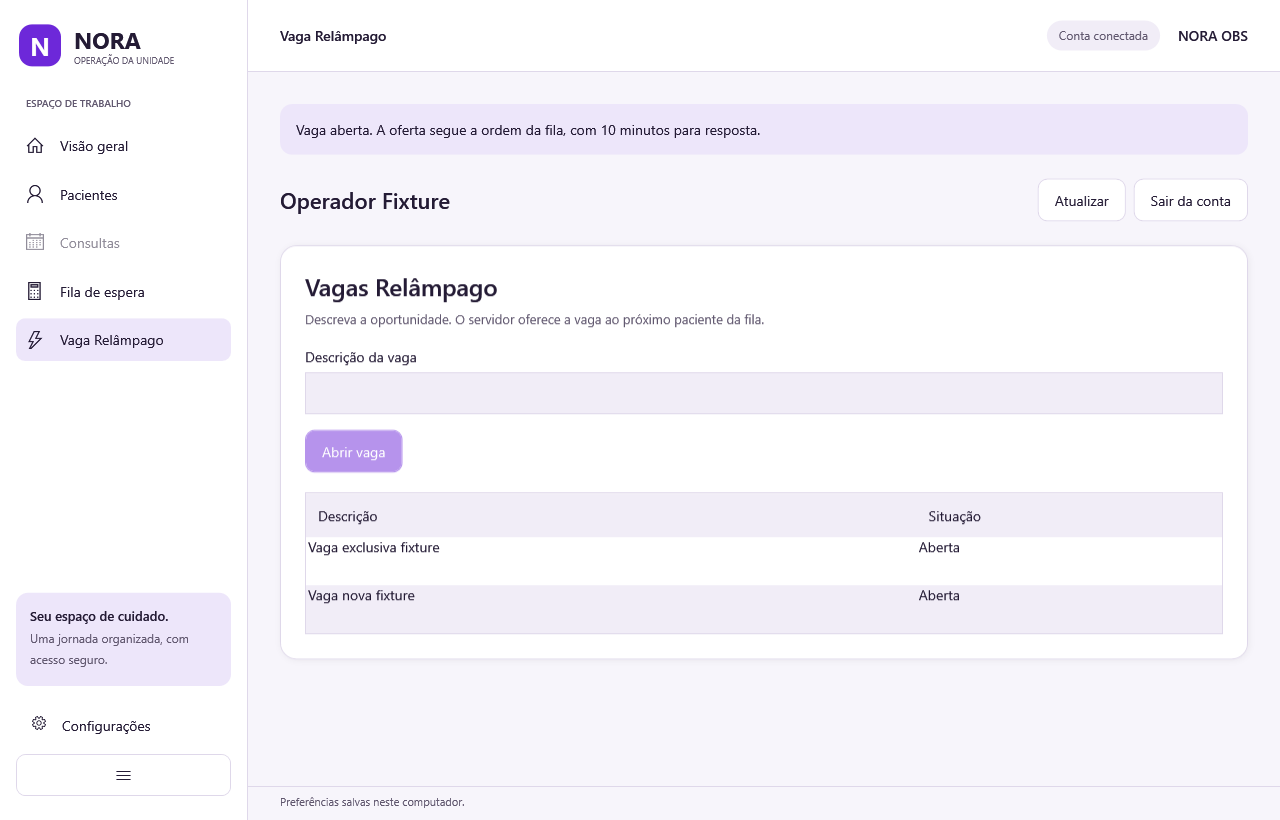 N
NORA
OPERAÇÃO DA UNIDADE
ESPAÇO DE TRABALHO
Visão geral
Pacientes
Consultas
Fila de espera
Vaga Relâmpago
Seu espaço de cuidado.
Uma jornada organizada, com
acesso seguro.
Configurações
Vaga Relâmpago
Conta conectada
NORA OBS
Vaga aberta. A oferta segue a ordem da fila, com 10 minutos para resposta.
Operador Fixture
Atualizar
Sair da conta
Vagas Relâmpago
Descreva a oportunidade. O servidor oferece a vaga ao próximo paciente da fila.
Descrição da vaga
Abrir vaga
Descrição Situação
Vaga exclusiva fixture Aberta
Vaga nova fixture Aberta
Preferências salvas neste computador.